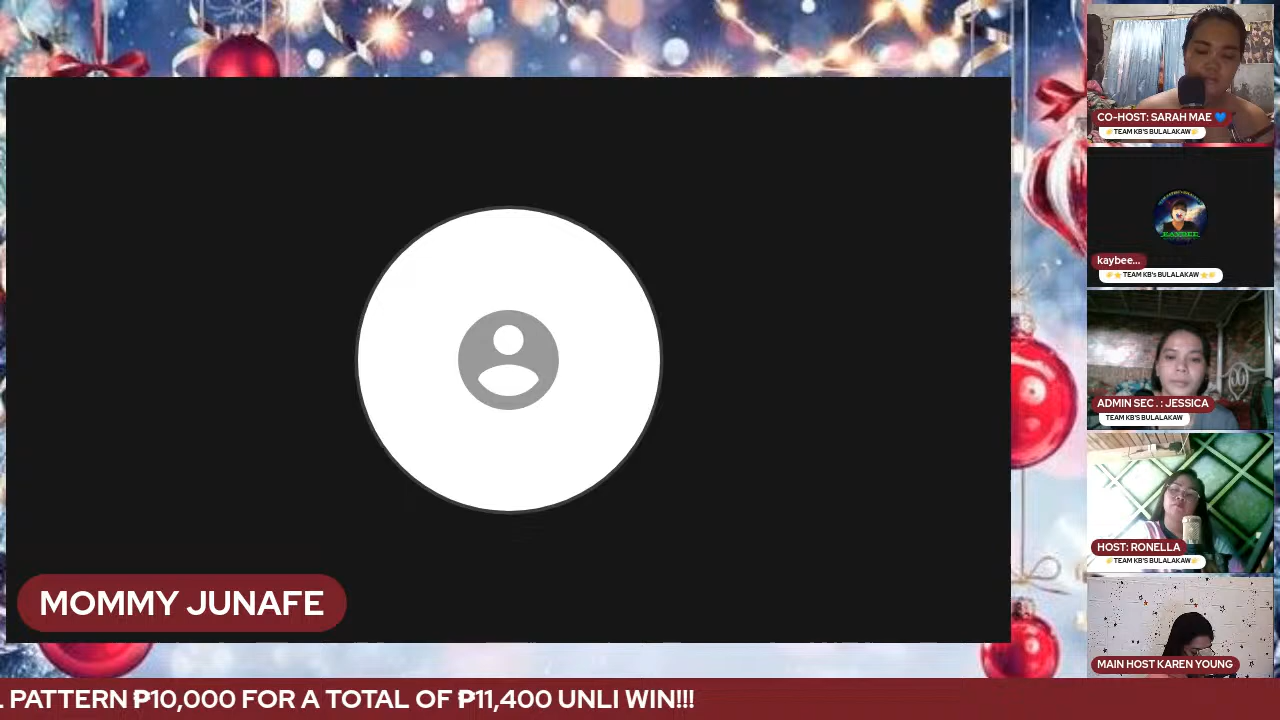 CO-HOST: SARAH MAE 💙
👉TEAM KB'S BULALAKAW👈
kaybee...
👉⭐ TEAM KB's BULALAKAW ⭐👈
ADMIN SEC . : JESSICA
TEAM KB'S BULALAKAW
HOST: RONELLA
👉TEAM KB'S BULALAKAW👈
MAIN HOST KAREN YOUNG
MOMMY JUNAFE
PATTERN ₱10,000 FOR A TOTAL OF ₱11,400 UNLI WIN!!!